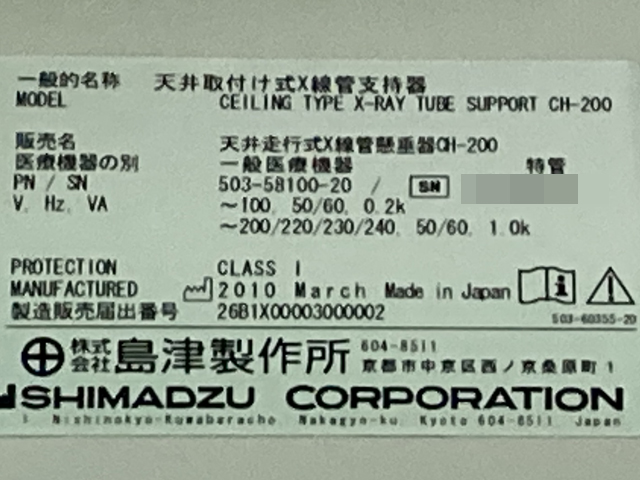 一般的名称 天井取付け式X線管支持器
MODEL CEILING TYPE X-RAY TUBE SUPPORT CH-200
販売名 天井走行式X線管懸垂器CH-200
医療機器の別 一般医療機器 特管
PN / SN 503-58100-20 / SN
V, Hz, VA ～100, 50/60, 0.2k
～200/220/230/240, 50/60, 1.0k
PROTECTION CLASS I
MANUFACTURED 2010 March Made in Japan
製造販売届出番号 26B1X00003000002
503-60355-20
株式会社 島津製作所 604-8511
京都市中京区西ノ京桑原町1
SHIMADZU CORPORATION
1 Nishinokyo-Kuwabaracho, Nakagyo-ku, Kyoto 604-8511 Japan